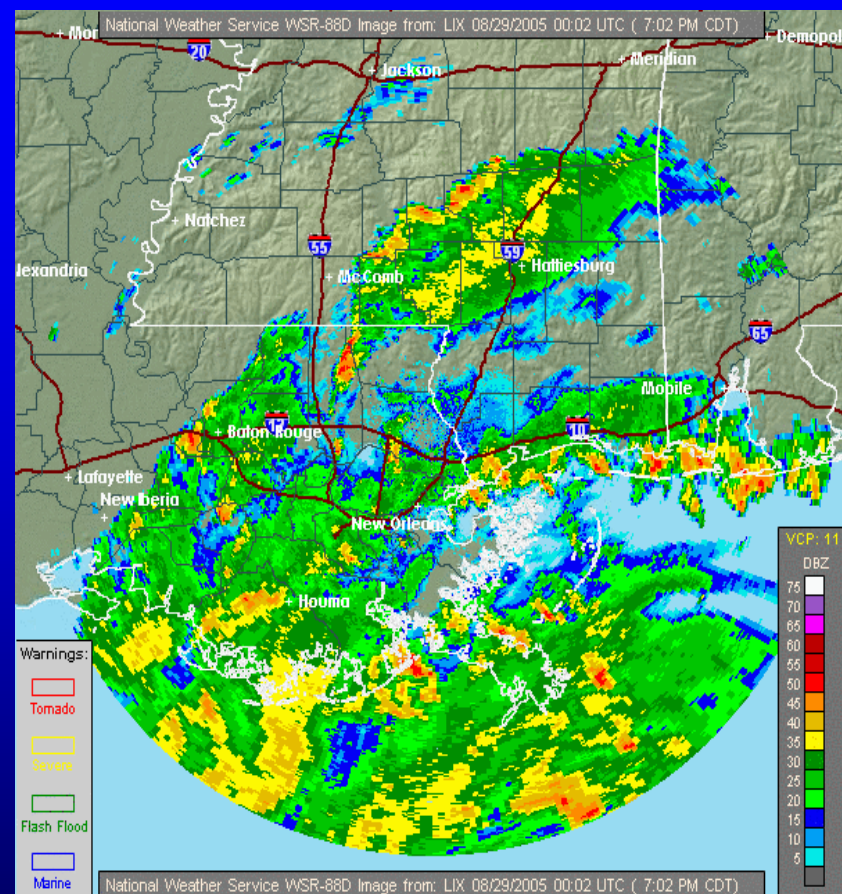 National Weather Service WSR-88D Image from: LIX 08/29/2005 00:02 UTC ( 7:02 PM CDT)
Mor
Demopol
20
Jackson
Meridian
Natchez
lexandria
55
59
McComb
Hattiesburg
65
Mobile
12
10
Baton Rouge
Lafayette
New Iberia
New Orleans
Houma
VCP: 11
DBZ
75
70
65
60
55
50
45
40
35
30
25
20
15
10
5
Warnings:
Tornado
Severe
Flash Flood
Marine
National Weather Service WSR-88D Image from: LIX 08/29/2005 00:02 UTC ( 7:02 PM CDT)